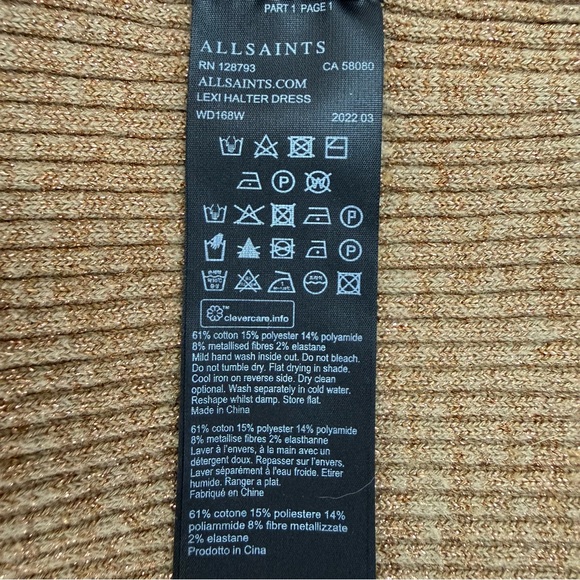 PART 1 PAGE 1
ALLSAINTS
RN 128793 CA 58080
ALLSAINTS.COM
LEXI HALTER DRESS
WD168W 2022 03
clevercare.info™
61% cotton 15% polyester 14% polyamide
8% metallised fibres 2% elastane
Mild hand wash inside out. Do not bleach.
Do not tumble dry. Flat drying in shade.
Cool iron on reverse side. Dry clean
optional. Wash separately in cold water.
Reshape whilst damp. Store flat.
Made in China
61% coton 15% polyester 14% polyamide
8% metallise fibres 2% elasthanne
Laver à l'envers, à la main avec un
détergent doux. Repasser sur l'envers.
Laver séparément à l'eau froide. Etirer
humide. Ranger a plat.
Fabriqué en Chine
61% cotone 15% poliestere 14%
poliammide 8% fibre metallizzate
2% elastane
Prodotto in Cina